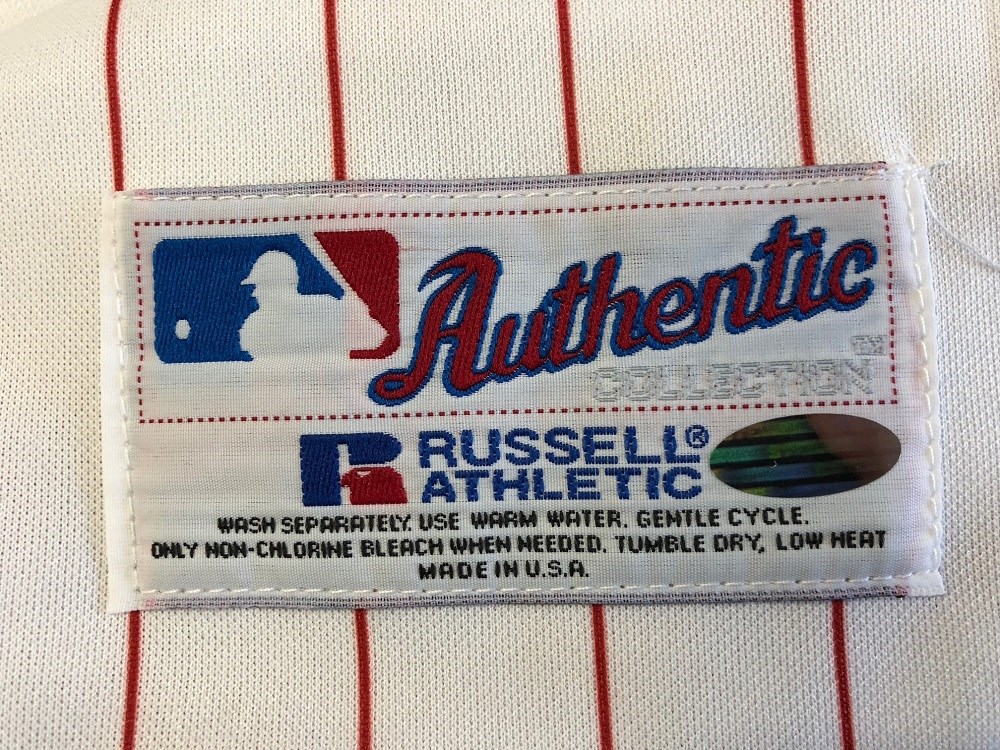 Authentic
COLLECTION™
RUSSELL®
ATHLETIC
WASH SEPARATELY. USE WARM WATER. GENTLE CYCLE.
ONLY NON-CHLORINE BLEACH WHEN NEEDED. TUMBLE DRY, LOW HEAT
MADE IN U.S.A.